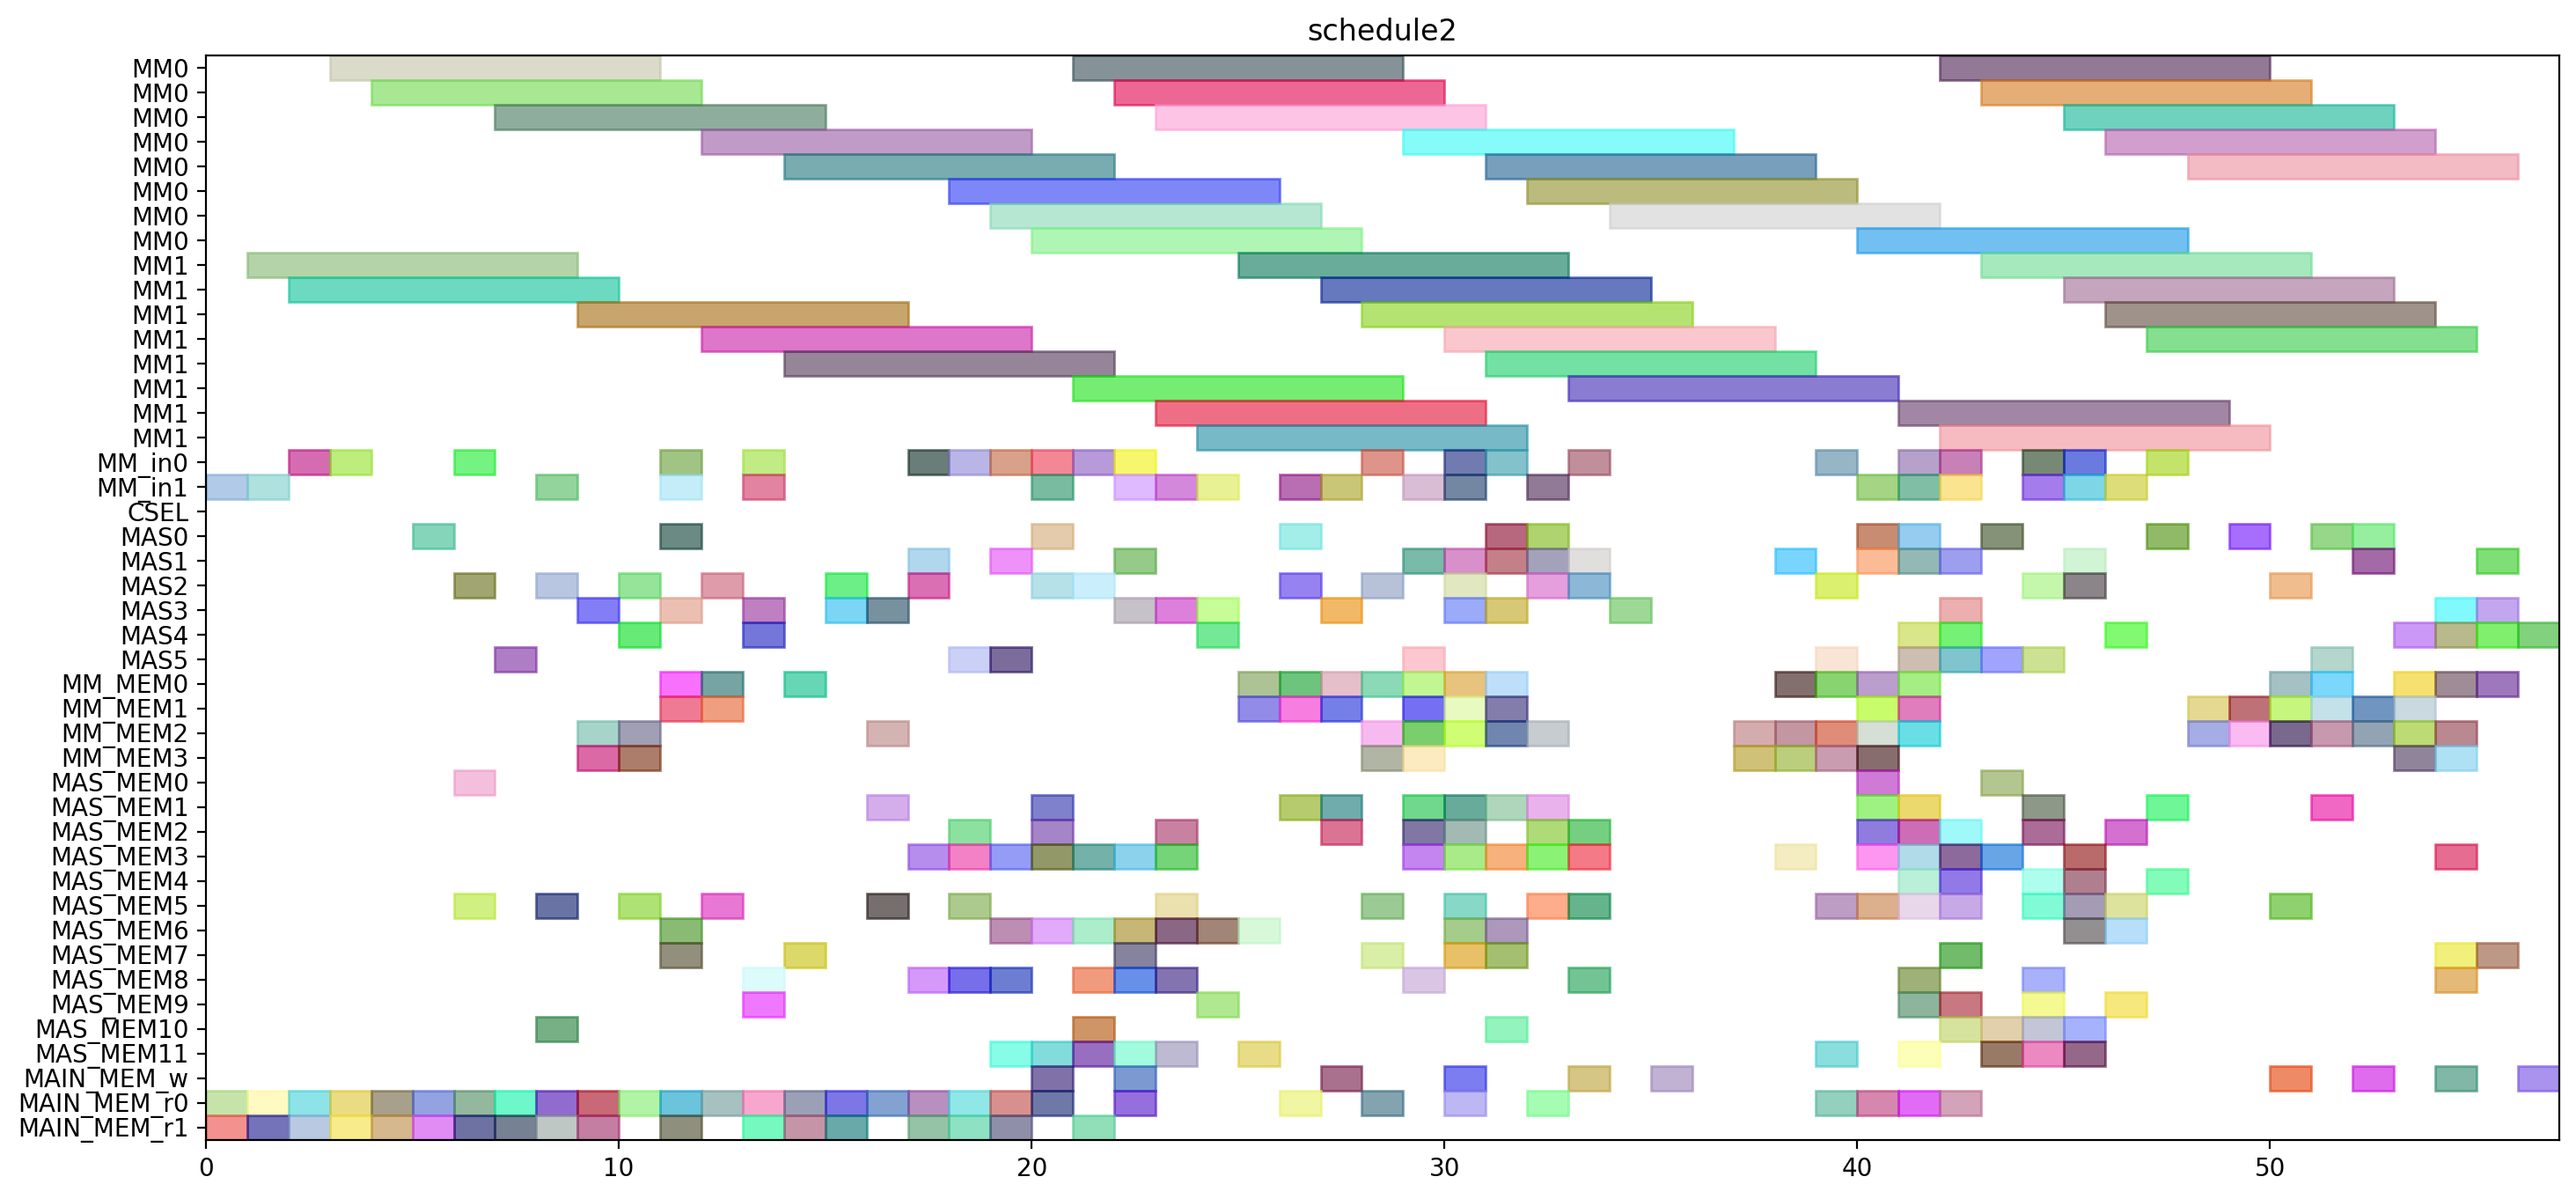 schedule2
MM0
MM0
MM0
MM0
MM0
MM0
MM0
MM0
MM1
MM1
MM1
MM1
MM1
MM1
MM1
MM1
MM_in0
MM_in1
CSEL
MAS0
MAS1
MAS2
MAS3
MAS4
MAS5
MM_MEM0
MM_MEM1
MM_MEM2
MM_MEM3
MAS_MEM0
MAS_MEM1
MAS_MEM2
MAS_MEM3
MAS_MEM4
MAS_MEM5
MAS_MEM6
MAS_MEM7
MAS_MEM8
MAS_MEM9
MAS_MEM10
MAS_MEM11
MAIN_MEM_w
MAIN_MEM_r0
MAIN_MEM_r1
0 10 20 30 40 50